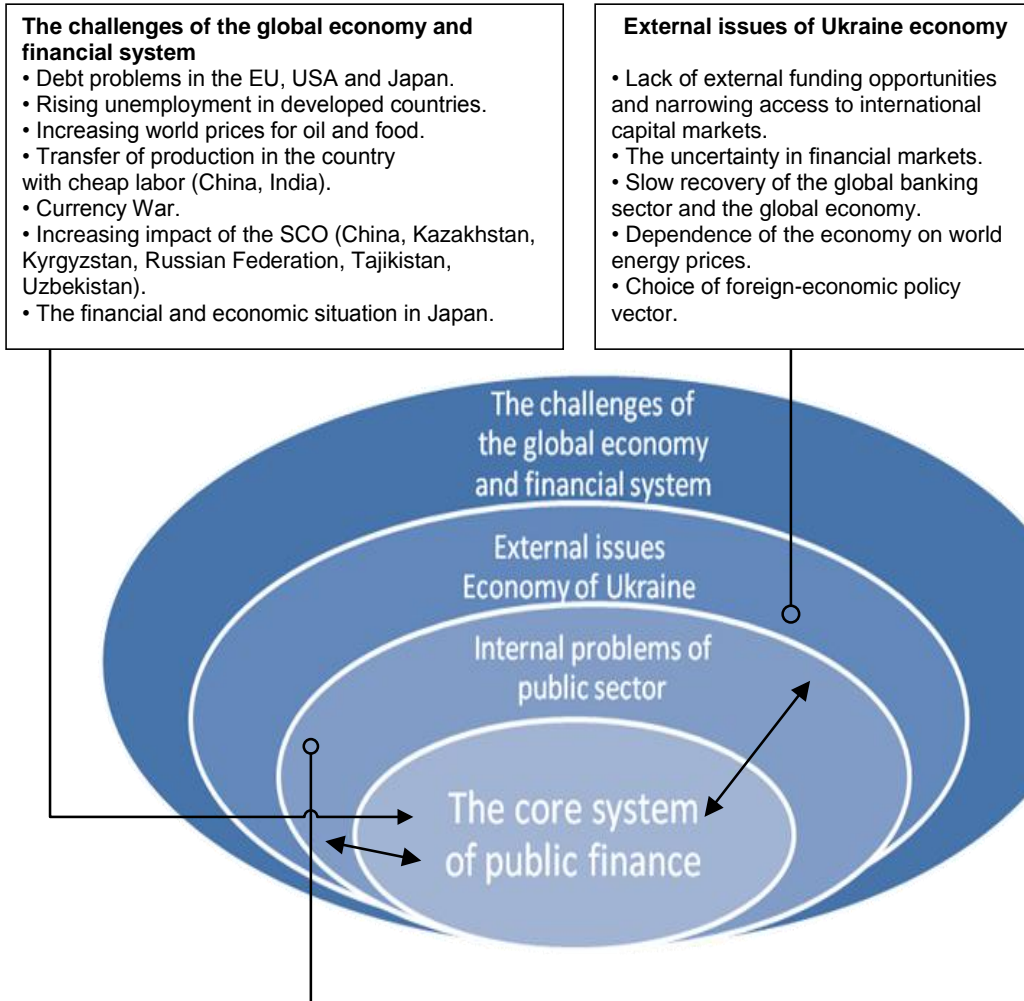 The challenges of the global economy and
financial system
• Debt problems in the EU, USA and Japan.
• Rising unemployment in developed countries.
• Increasing world prices for oil and food.
• Transfer of production in the country
with cheap labor (China, India).
• Currency War.
• Increasing impact of the SCO (China, Kazakhstan,
Kyrgyzstan, Russian Federation, Tajikistan,
Uzbekistan).
• The financial and economic situation in Japan.
External issues of Ukraine economy
• Lack of external funding opportunities
and narrowing access to international
capital markets.
• The uncertainty in financial markets.
• Slow recovery of the global banking
sector and the global economy.
• Dependence of the economy on world
energy prices.
• Choice of foreign-economic policy
vector.
The challenges of
the global economy
and financial system
External issues
Economy of Ukraine
Internal problems of
public sector
The core system
of public finance